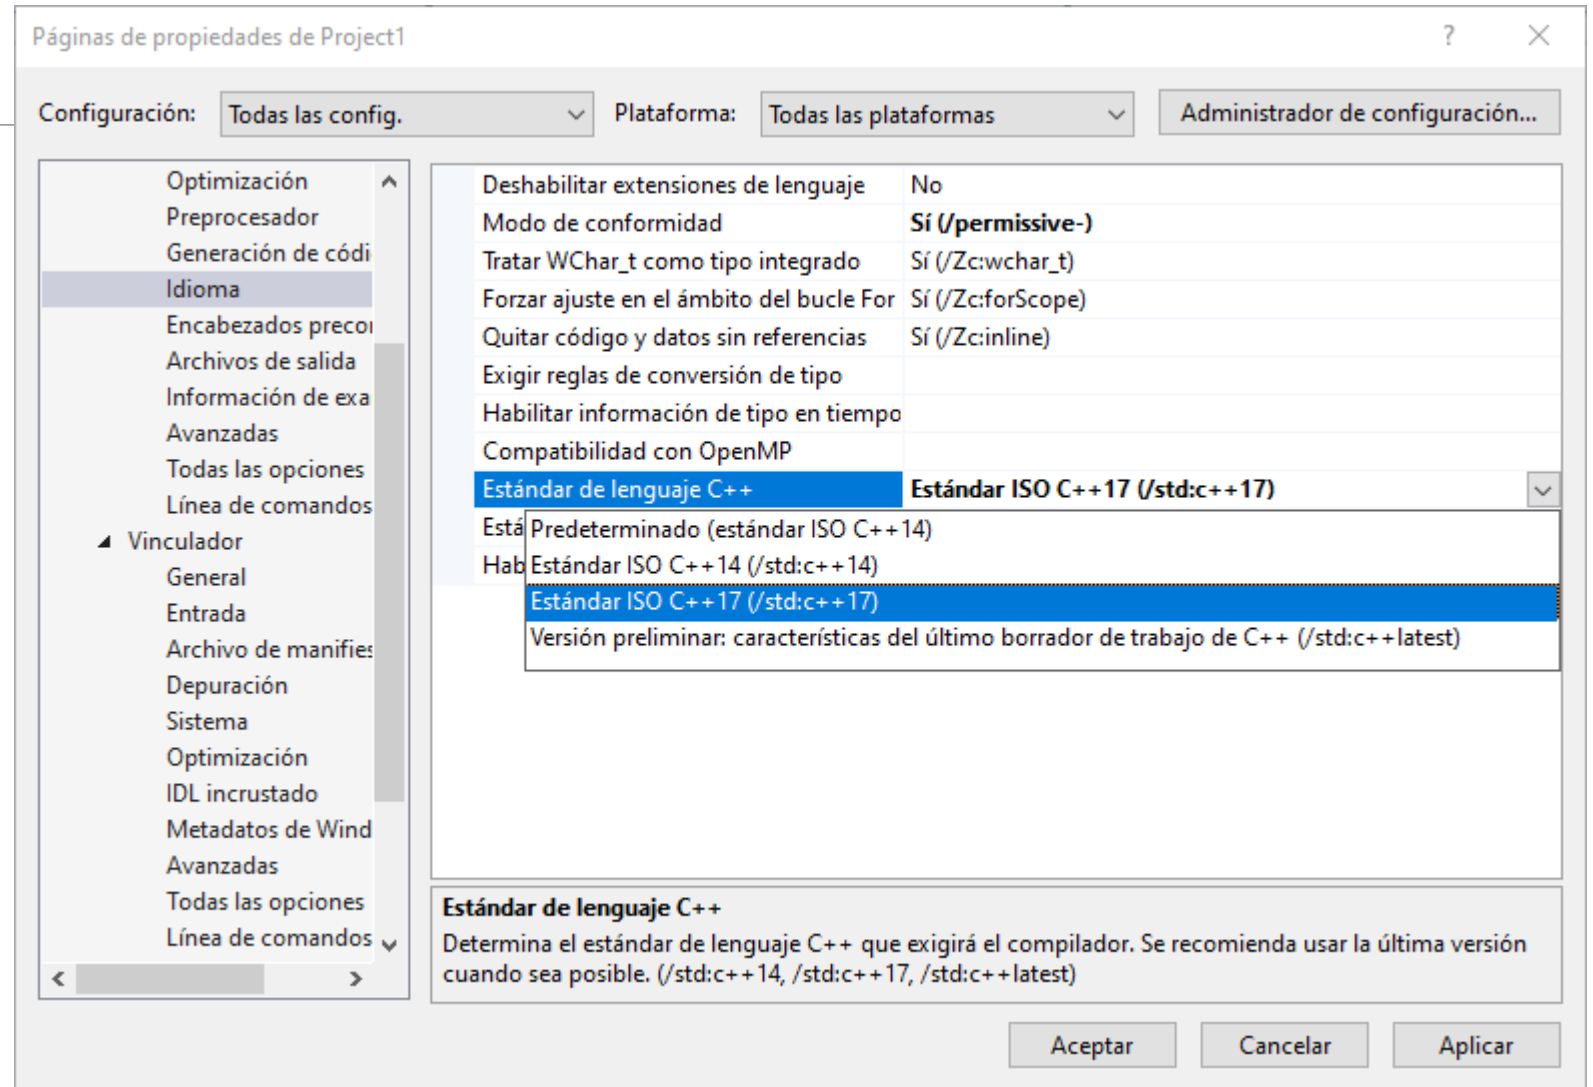 Páginas de propiedades de Project1
Configuración: Todas las config. Plataforma: Todas las plataformas Administrador de configuración...
Optimización
Preprocesador
Generación de códi
Idioma
Encabezados precor
Archivos de salida
Información de exa
Avanzadas
Todas las opciones
Línea de comandos
Vinculador
General
Entrada
Archivo de manifies
Depuración
Sistema
Optimización
IDL incrustado
Metadatos de Wind
Avanzadas
Todas las opciones
Línea de comandos
Deshabilitar extensiones de lenguaje No
Modo de conformidad Sí (/permissive-)
Tratar WChar_t como tipo integrado Sí (/Zc:wchar_t)
Forzar ajuste en el ámbito del bucle For Sí (/Zc:forScope)
Quitar código y datos sin referencias Sí (/Zc:inline)
Exigir reglas de conversión de tipo
Habilitar información de tipo en tiempo
Compatibilidad con OpenMP
Estándar de lenguaje C++ Estándar ISO C++17 (/std:c++17)
Está Predeterminado (estándar ISO C++14)
Hab Estándar ISO C++14 (/std:c++14)
Estándar ISO C++17 (/std:c++17)
Versión preliminar: características del último borrador de trabajo de C++ (/std:c++latest)
Estándar de lenguaje C++
Determina el estándar de lenguaje C++ que exigirá el compilador. Se recomienda usar la última versión
cuando sea posible. (/std:c++14, /std:c++17, /std:c++latest)
Aceptar Cancelar Aplicar